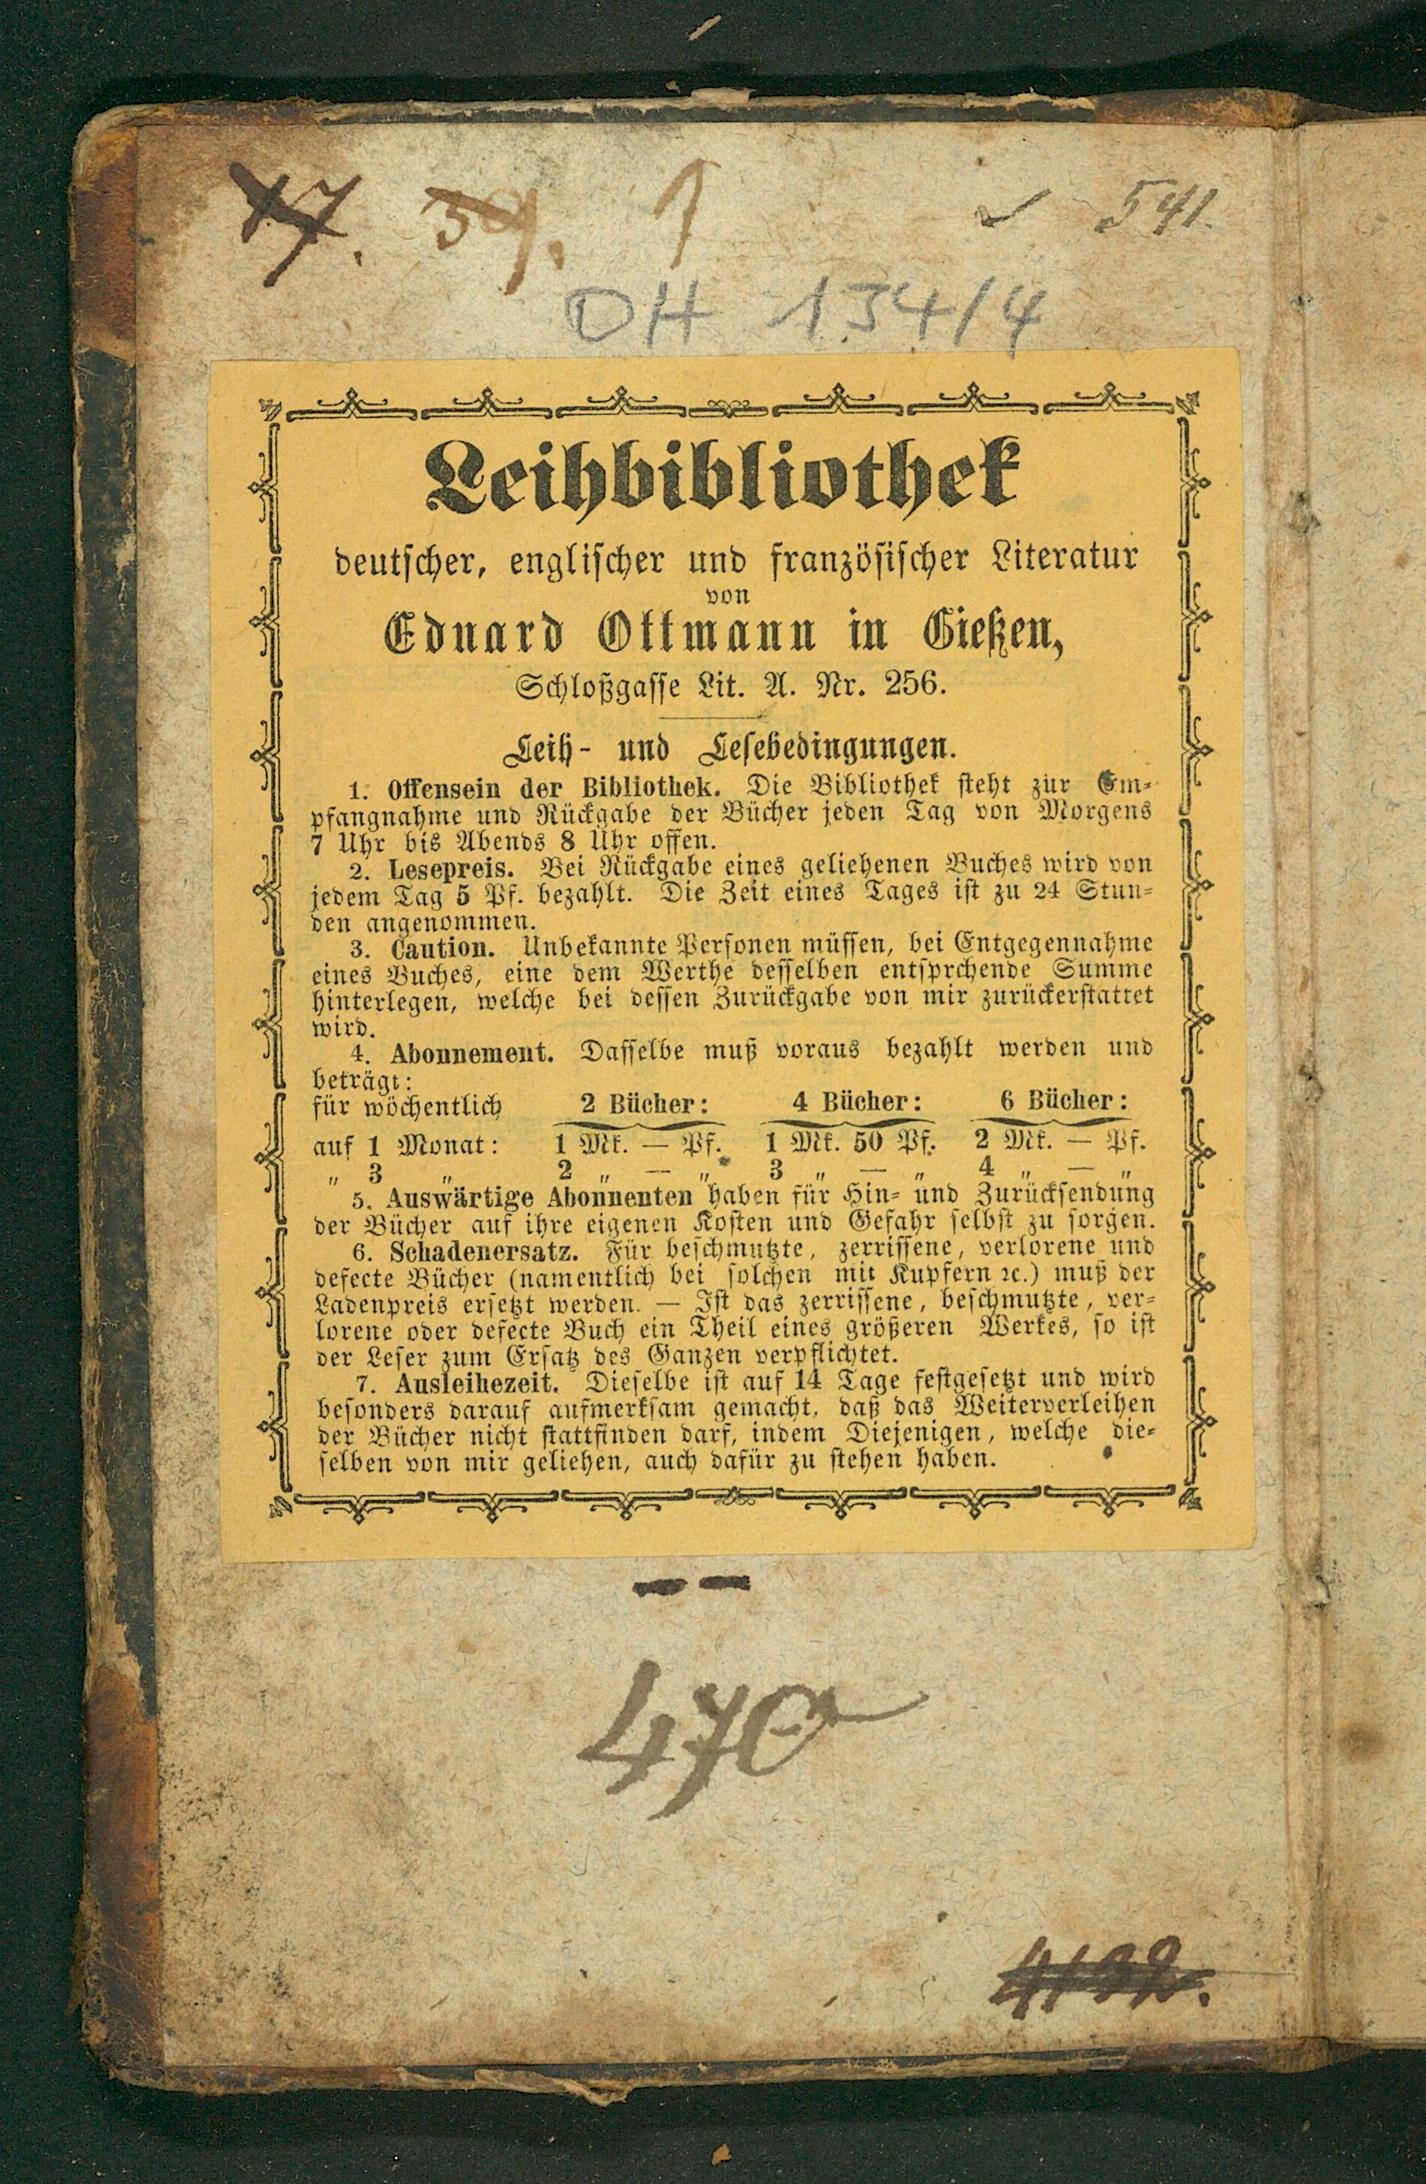 541.
DH 134/4
Leihbibliothek
deutscher, englischer und französischer Literatur
von
Eduard Ottmann in Gießen,
Schloßgasse Lit. A. Nr. 256.
Leih- und Lesebedingungen.
1. Offensein der Bibliothek. Die Bibliothek steht zur Em-
pfangnahme und Rückgabe der Bücher jeden Tag von Morgens
7 Uhr bis Abends 8 Uhr offen.
2. Lesepreis. Bei Rückgabe eines geliehenen Buches wird von
jedem Tag 5 Pf. bezahlt. Die Zeit eines Tages ist zu 24 Stun-
den angenommen.
3. Caution. Unbekannte Personen müssen, bei Entgegennahme
eines Buches, eine dem Werthe desselben entsprchende Summe
hinterlegen, welche bei dessen Zurückgabe von mir zurückerstattet
wird.
4. Abonnement. Dasselbe muß voraus bezahlt werden und
beträgt:
für wöchentlich 2 Bücher: 4 Bücher: 6 Bücher:
auf 1 Monat: 1 Mk. — Pf. 1 Mk. 50 Pf. 2 Mk. — Pf.
„ 3 „ 2 „ — „ 3 „ — „ 4 „ — „
5. Auswärtige Abonnenten haben für Hin- und Zurücksendung
der Bücher auf ihre eigenen Kosten und Gefahr selbst zu sorgen.
6. Schadenersatz. Für beschmutzte, zerrissene, verlorene und
defecte Bücher (namentlich bei solchen mit Kupfern ꝛc.) muß der
Ladenpreis ersetzt werden. — Ist das zerrissene, beschmutzte, ver-
lorene oder defecte Buch ein Theil eines größeren Werkes, so ist
der Leser zum Ersatz des Ganzen verpflichtet.
7. Ausleihezeit. Dieselbe ist auf 14 Tage festgesetzt und wird
besonders darauf aufmerksam gemacht, daß das Weiterverleihen
der Bücher nicht stattfinden darf, indem Diejenigen, welche die-
selben von mir geliehen, auch dafür zu stehen haben.
470